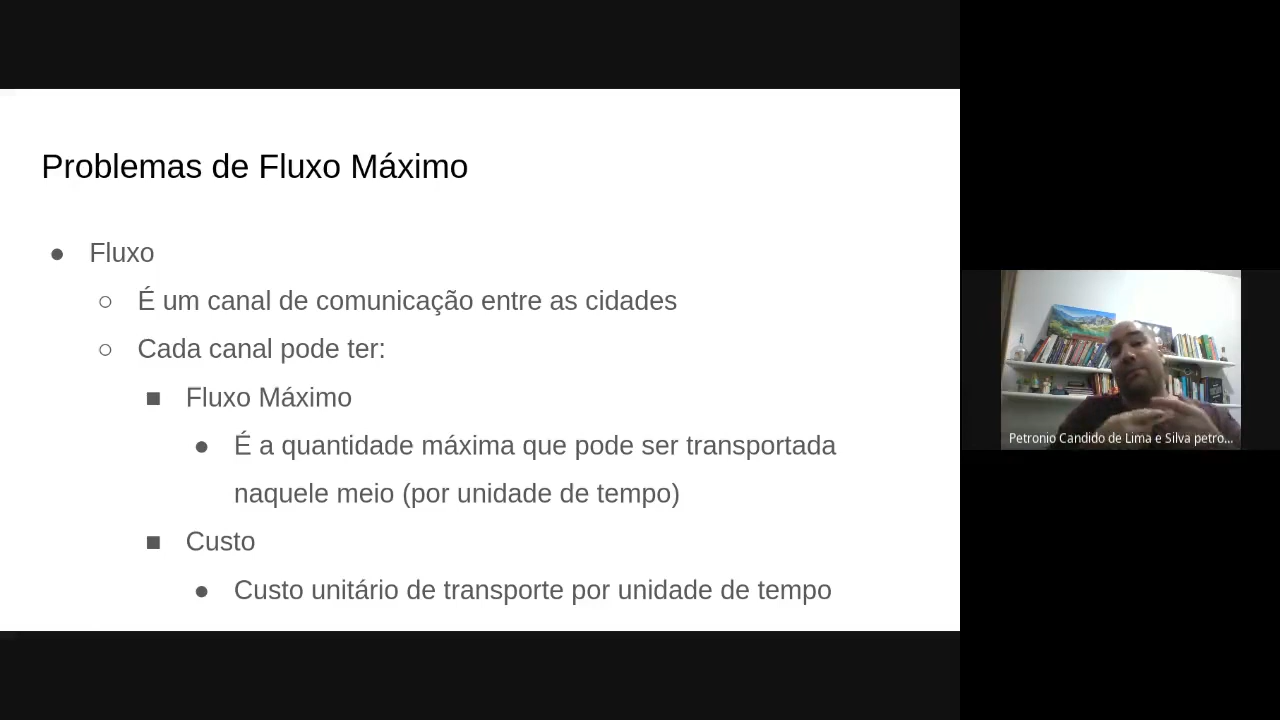 Problemas de Fluxo Máximo
● Fluxo
○ É um canal de comunicação entre as cidades
○ Cada canal pode ter:
■ Fluxo Máximo
● É a quantidade máxima que pode ser transportada
naquele meio (por unidade de tempo)
■ Custo
● Custo unitário de transporte por unidade de tempo
Petronio Candido de Lima e Silva petro...